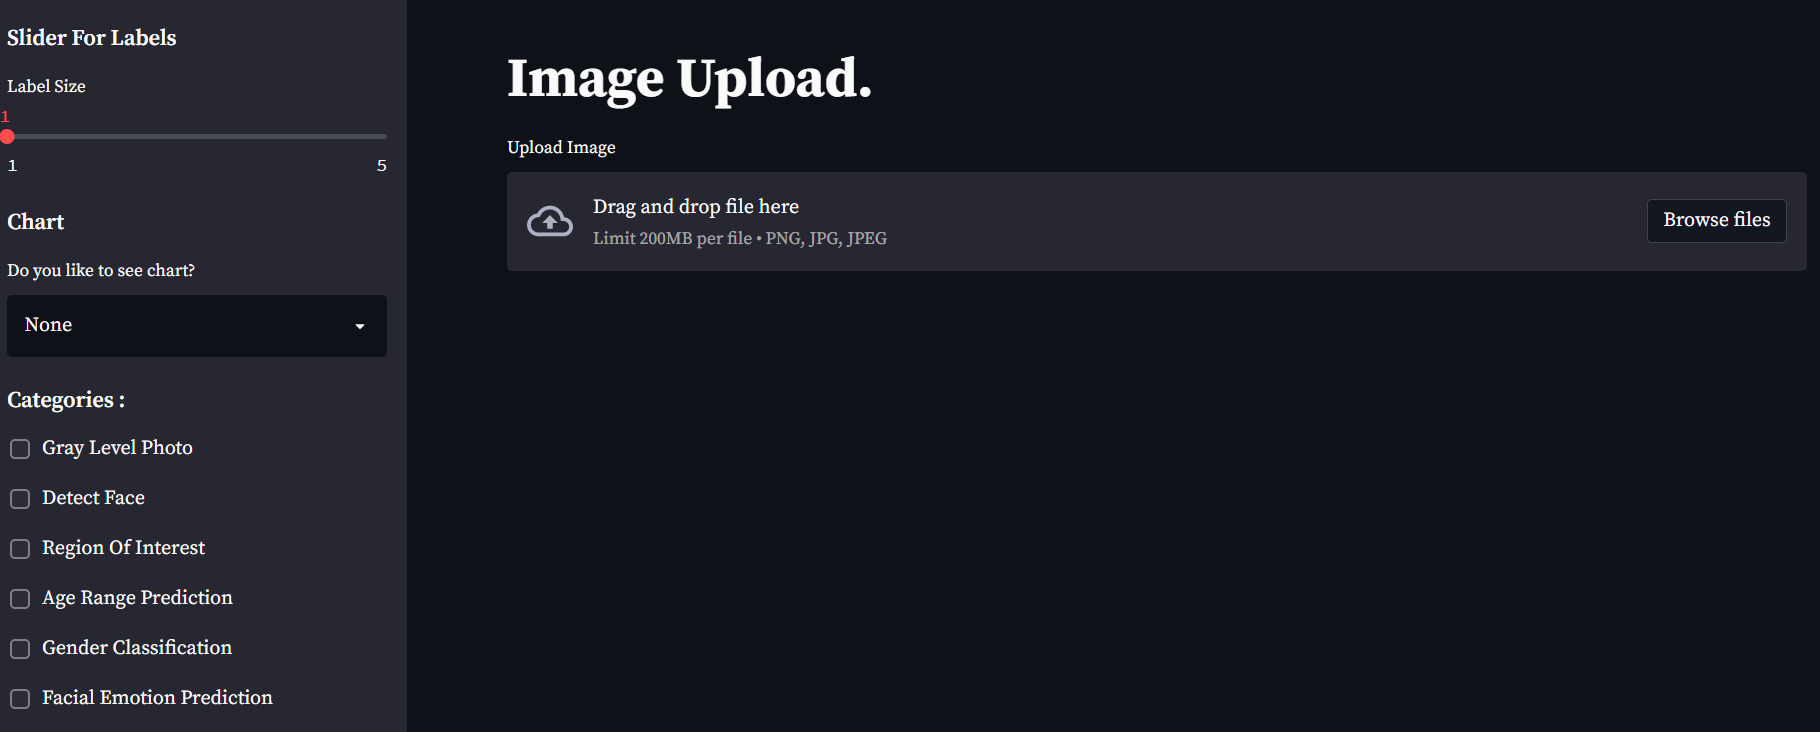 Slider For Labels
Label Size
1
1 5
Chart
Do you like to see chart?
None
Categories :
Gray Level Photo
Detect Face
Region Of Interest
Age Range Prediction
Gender Classification
Facial Emotion Prediction
Image Upload.
Upload Image
Drag and drop file here
Limit 200MB per file • PNG, JPG, JPEG
Browse files